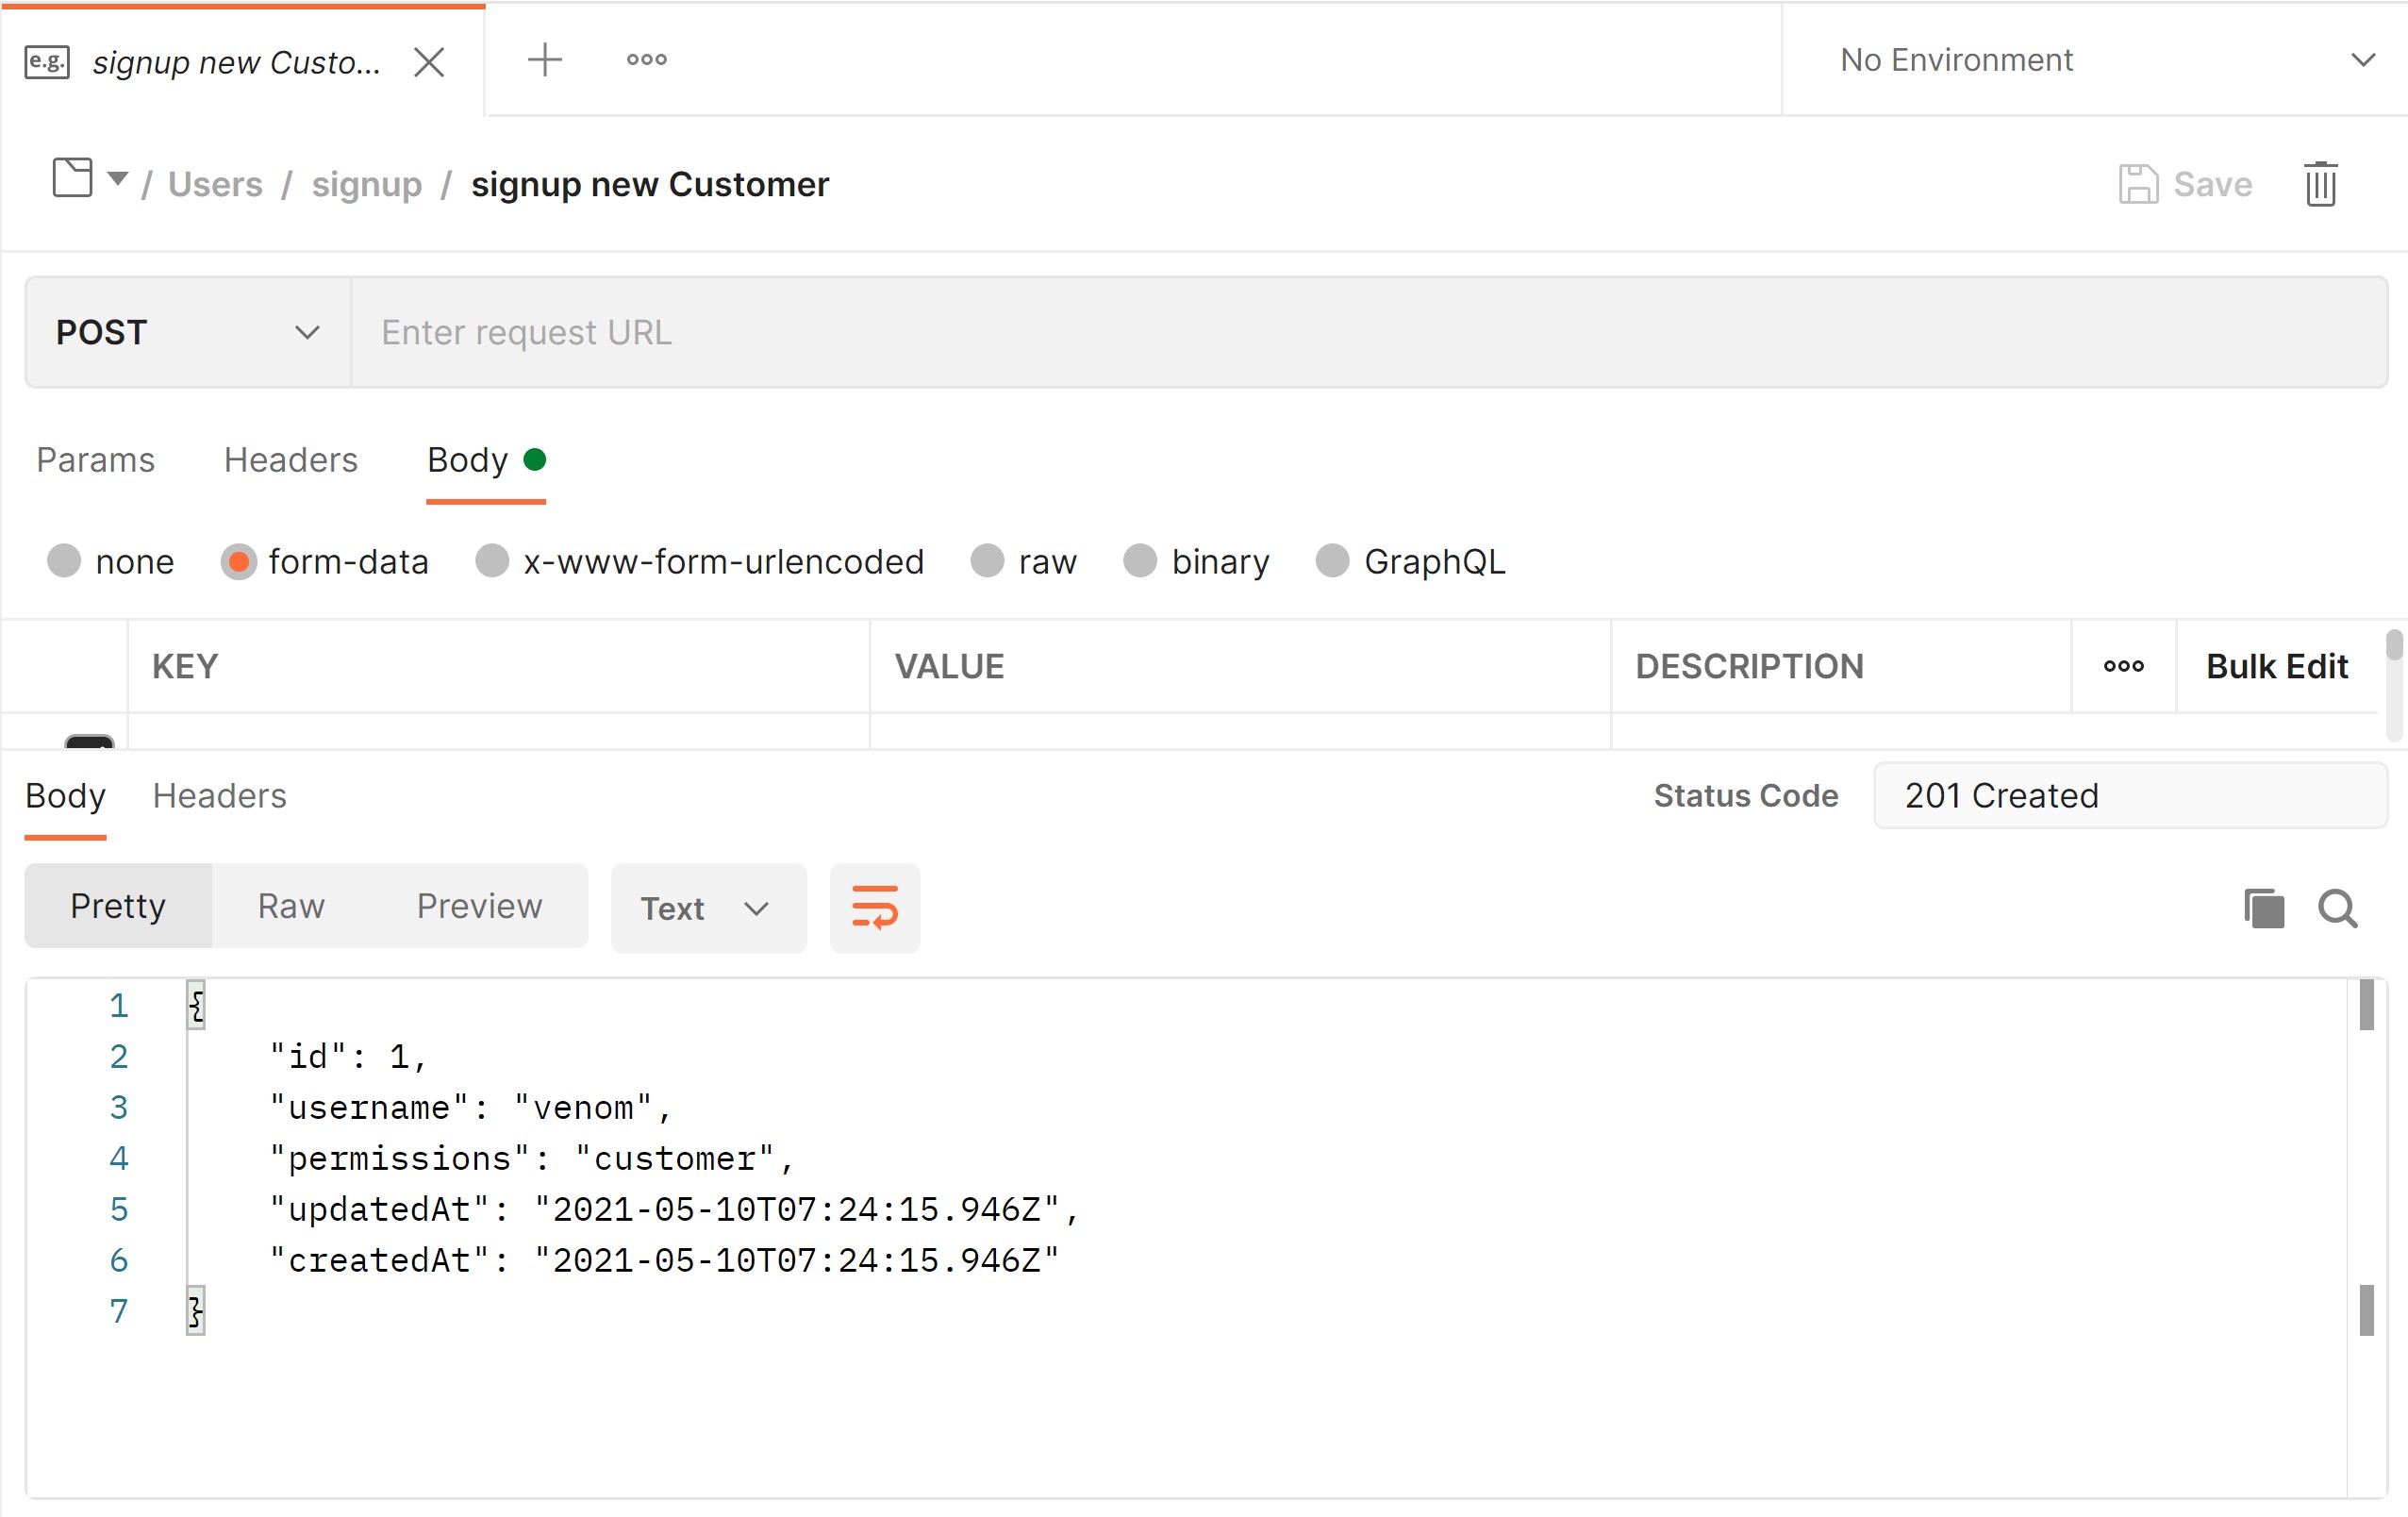 e.g. signup new Custo... No Environment
/ Users / signup / signup new Customer Save
POST Enter request URL
Params Headers Body
none form-data x-www-form-urlencoded raw binary GraphQL
KEY VALUE DESCRIPTION Bulk Edit
Body Headers Status Code 201 Created
Pretty Raw Preview Text
1 {
2 "id": 1,
3 "username": "venom",
4 "permissions": "customer",
5 "updatedAt": "2021-05-10T07:24:15.946Z",
6 "createdAt": "2021-05-10T07:24:15.946Z"
7 }